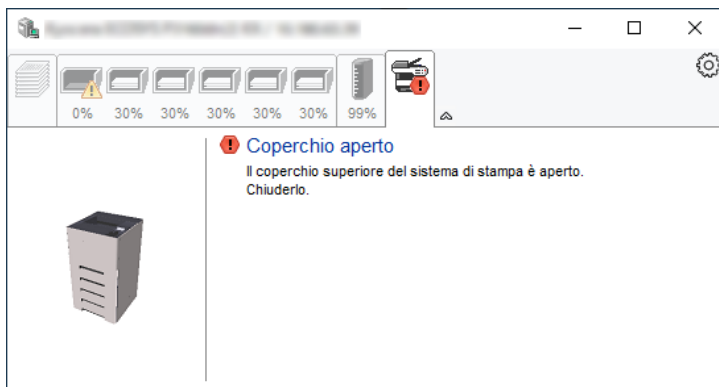 0% 30% 30% 30% 30% 30% 99%
Coperchio aperto
Il coperchio superiore del sistema di stampa è aperto.
Chiuderlo.